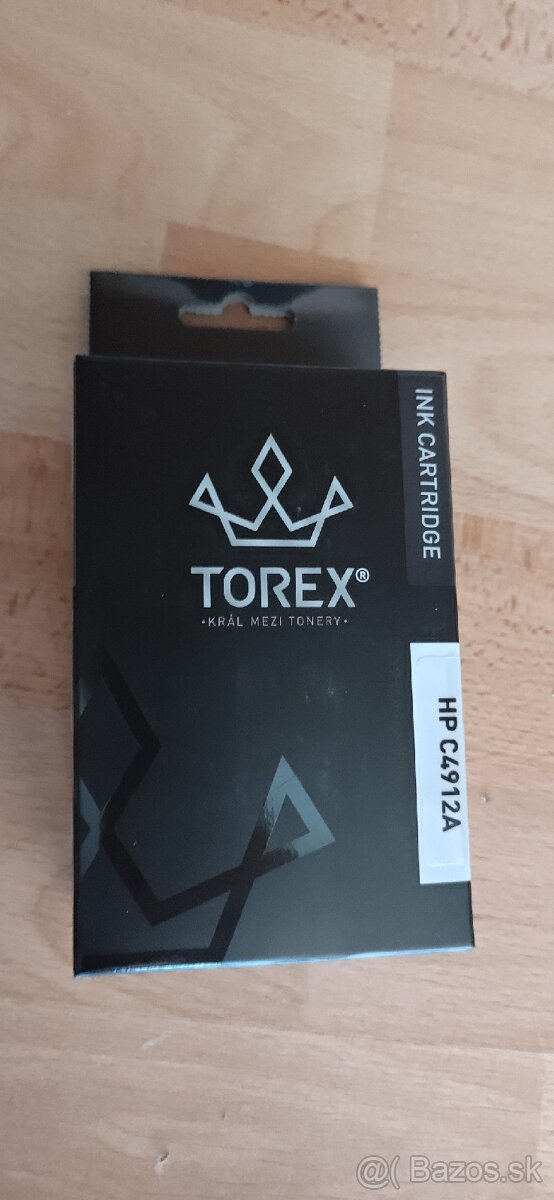 INK CARTRIDGE
TOREX®
•KRÁL MEZI TONERY•
HP C4912A
@( Bazos.sk